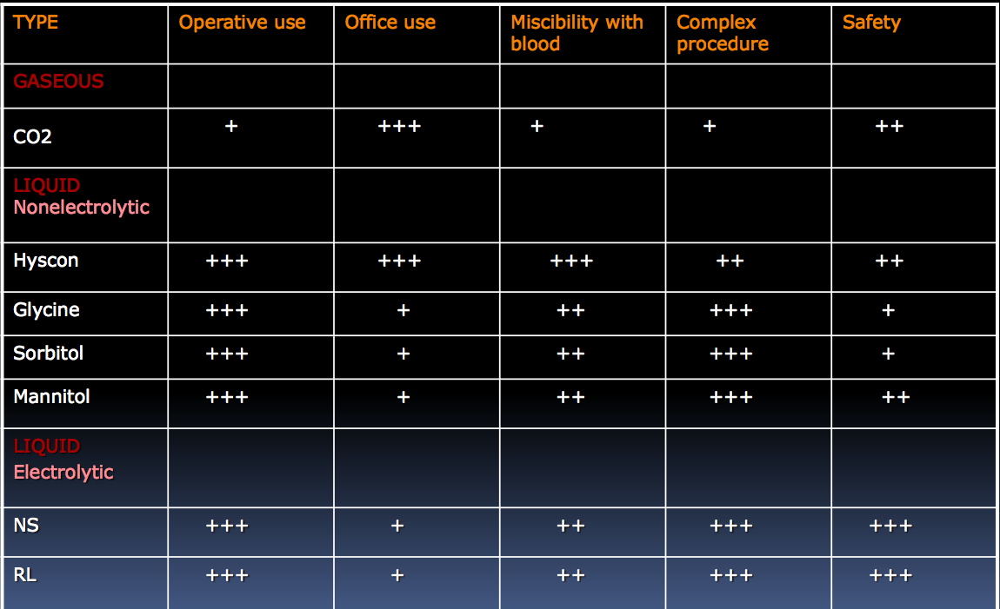 TYPE Operative use Office use Miscibility with blood Complex procedure Safety
GASEOUS
CO2 + +++ + + ++
LIQUID
Nonelectrolytic
Hyscon +++ +++ +++ ++ ++
Glycine +++ + ++ +++ +
Sorbitol +++ + ++ +++ +
Mannitol +++ + ++ +++ ++
LIQUID
Electrolytic
NS +++ + ++ +++ +++
RL +++ + ++ +++ +++